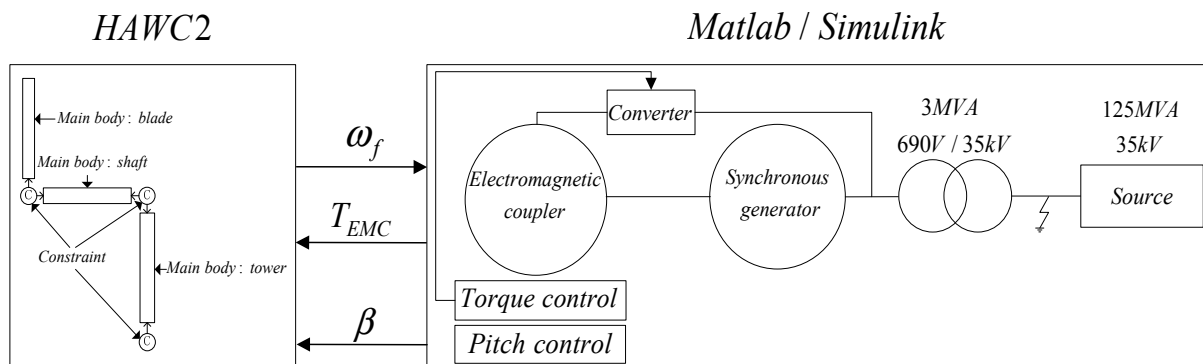 HAWC2
Matlab / Simulink
Main body: blade
Main body: shaft
C
C
Constraint
Main body: tower
C
ω_f
T_EMC
β
Converter
Electromagnetic
coupler
Synchronous
generator
3MVA
690V / 35kV
125MVA
35kV
Source
Torque control
Pitch control